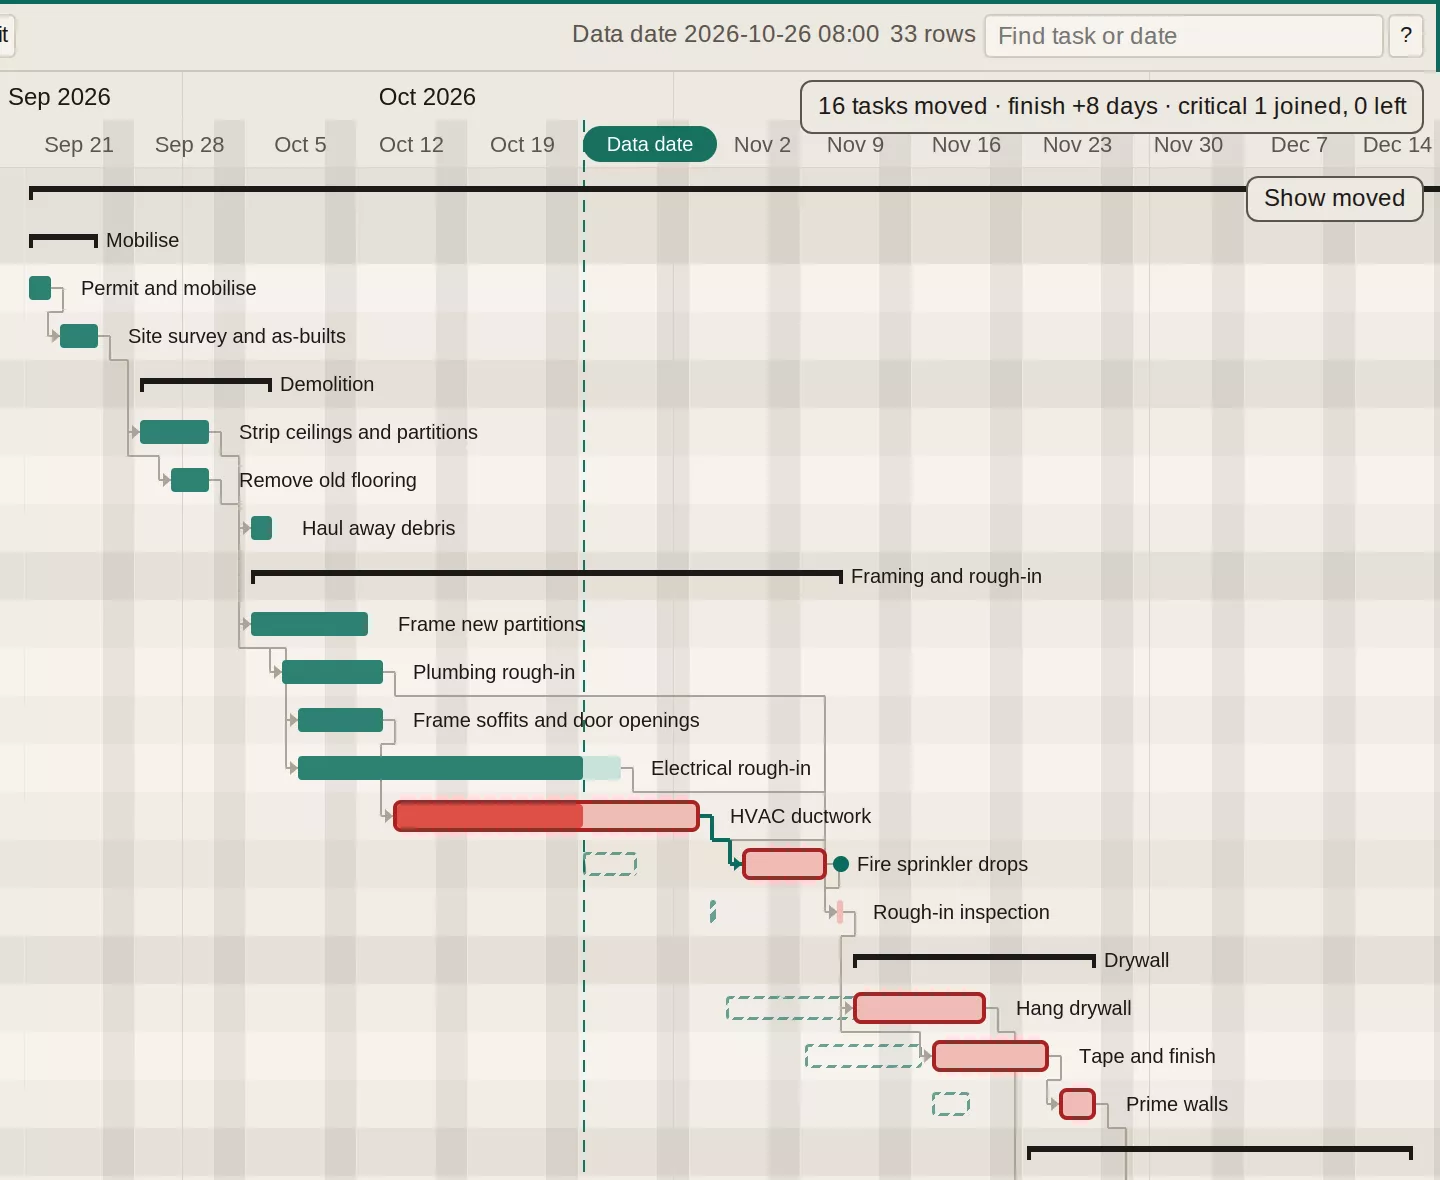 it
Data date 2026-10-26 08:00 33 rows
Find task or date
?
Sep 2026
Oct 2026
16 tasks moved · finish +8 days · critical 1 joined, 0 left
Sep 21 Sep 28 Oct 5 Oct 12 Oct 19 Data date Nov 2 Nov 9 Nov 16 Nov 23 Nov 30 Dec 7 Dec 14
Show moved
Mobilise
Permit and mobilise
Site survey and as-builts
Demolition
Strip ceilings and partitions
Remove old flooring
Haul away debris
Framing and rough-in
Frame new partitions
Plumbing rough-in
Frame soffits and door openings
Electrical rough-in
HVAC ductwork
Fire sprinkler drops
Rough-in inspection
Drywall
Hang drywall
Tape and finish
Prime walls